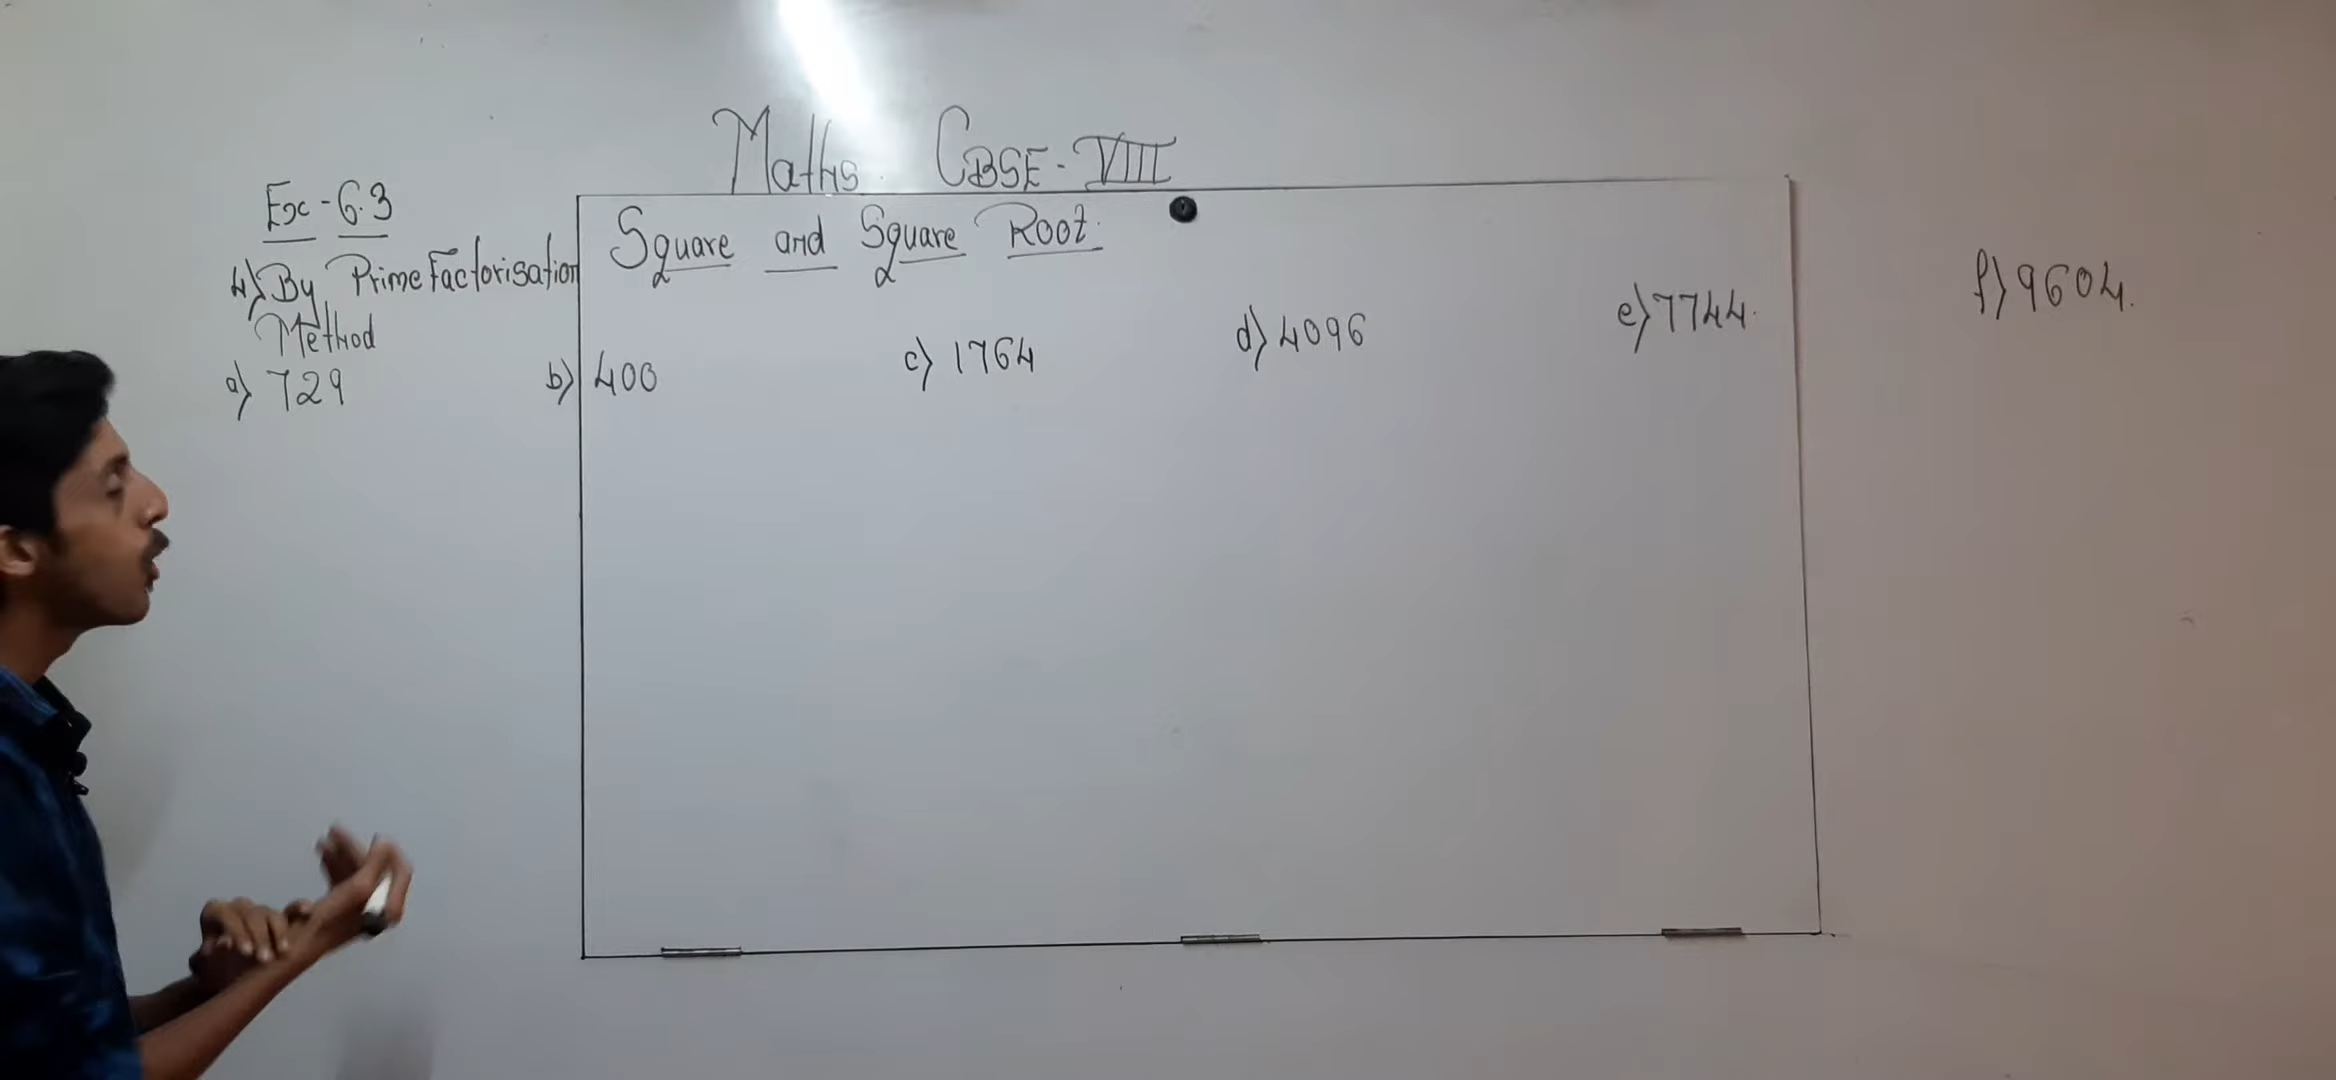 Maths. CBSE-VIII
Ex-6.3
Square and Square Root.
4) By Prime Factorisation
Method
a) 729
b) 400
c) 1764
d) 4096
e) 7744.
f) 9604.